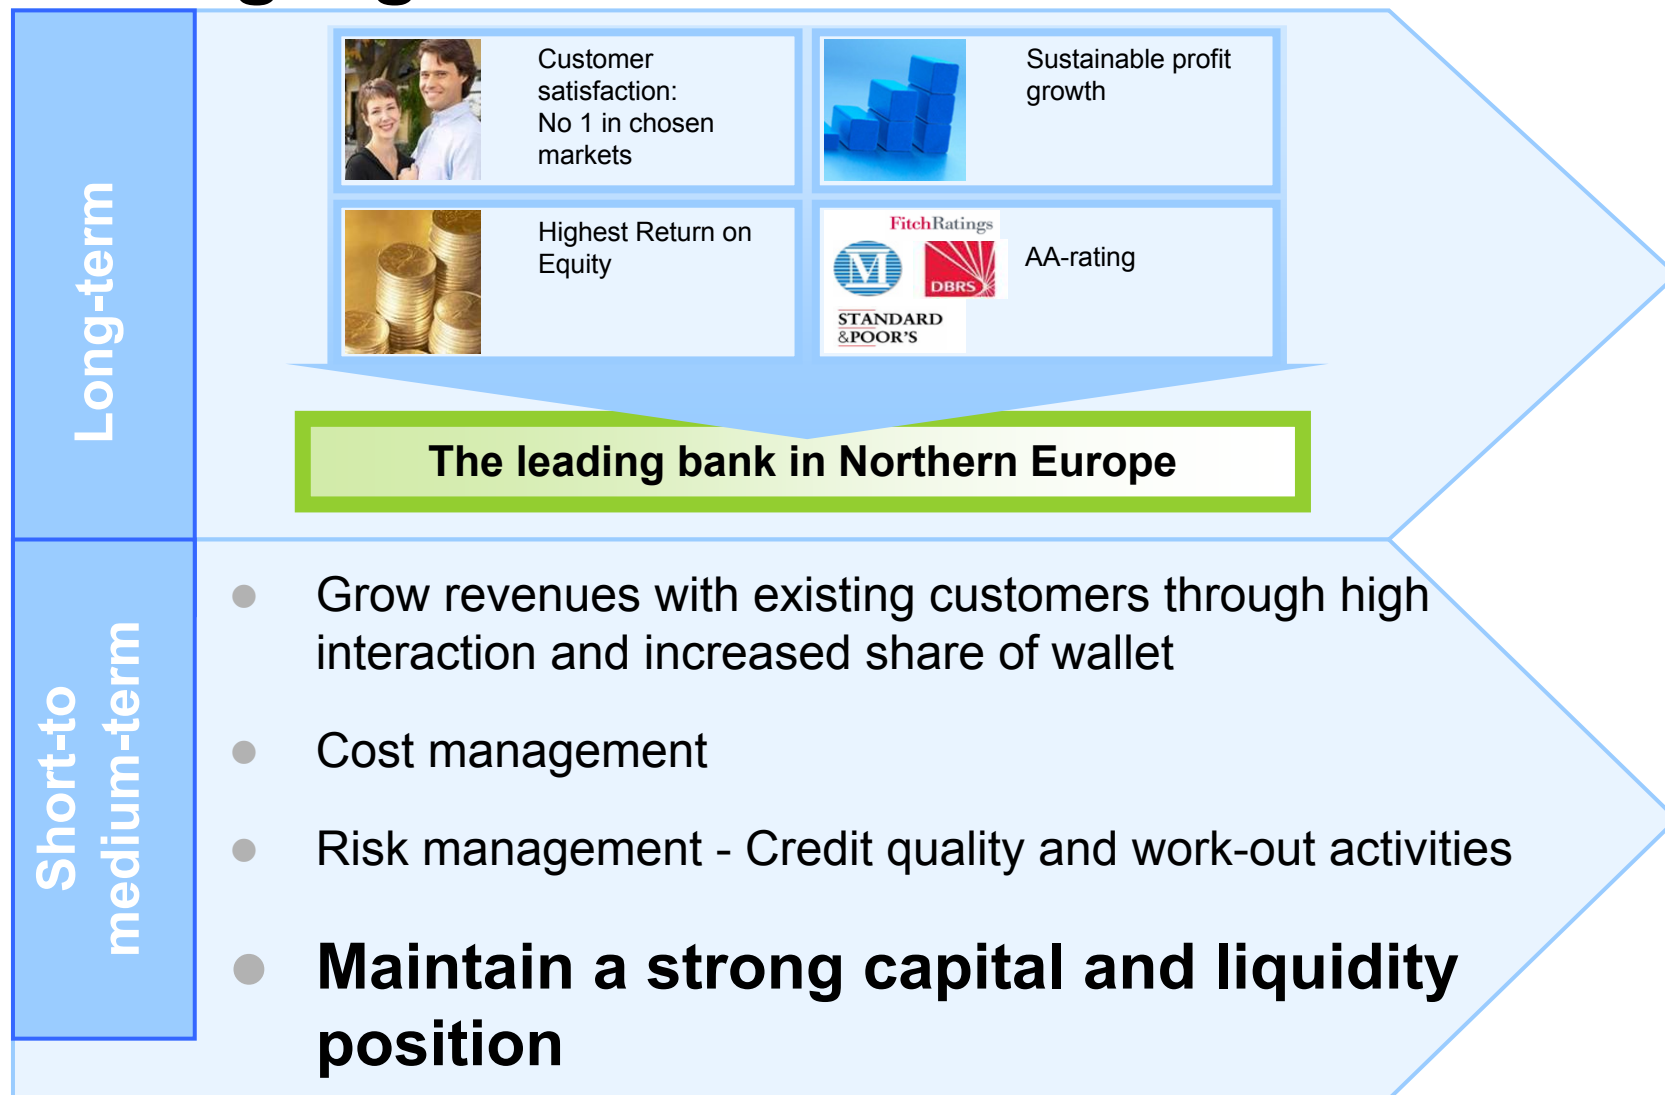 Long-term
Customer
satisfaction:
No 1 in chosen
markets
Sustainable profit
growth
Highest Return on
Equity
FitchRatings
M
DBRS
STANDARD
&POOR'S
AA-rating
The leading bank in Northern Europe
Short-to
medium-term
Grow revenues with existing customers through high
interaction and increased share of wallet
Cost management
Risk management - Credit quality and work-out activities
Maintain a strong capital and liquidity
position